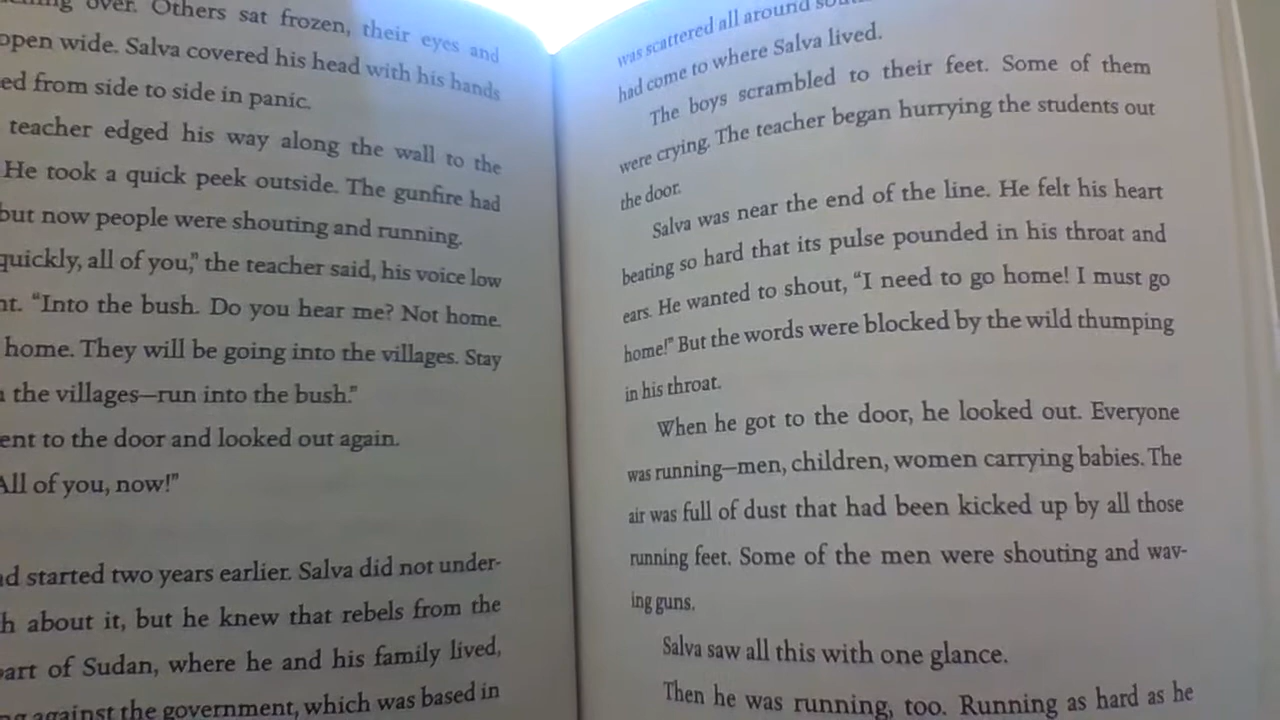 over. Others sat frozen, their eyes and
open wide. Salva covered his head with his hands
ed from side to side in panic.
teacher edged his way along the wall to the
He took a quick peek outside. The gunfire had
but now people were shouting and running.
quickly, all of you,” the teacher said, his voice low
nt. “Into the bush. Do you hear me? Not home.
home. They will be going into the villages. Stay
the villages—run into the bush.”
ent to the door and looked out again.
All of you, now!”
d started two years earlier. Salva did not under-
h about it, but he knew that rebels from the
art of Sudan, where he and his family lived,
against the government, which was based in
was scattered all around
had come to where Salva lived.
The boys scrambled to their feet. Some of them
were crying. The teacher began hurrying the students out
the door.
Salva was near the end of the line. He felt his heart
beating so hard that its pulse pounded in his throat and
ears. He wanted to shout, “I need to go home! I must go
home!” But the words were blocked by the wild thumping
in his throat.
When he got to the door, he looked out. Everyone
was running—men, children, women carrying babies. The
air was full of dust that had been kicked up by all those
running feet. Some of the men were shouting and wav-
ing guns.
Salva saw all this with one glance.
Then he was running, too. Running as hard as he